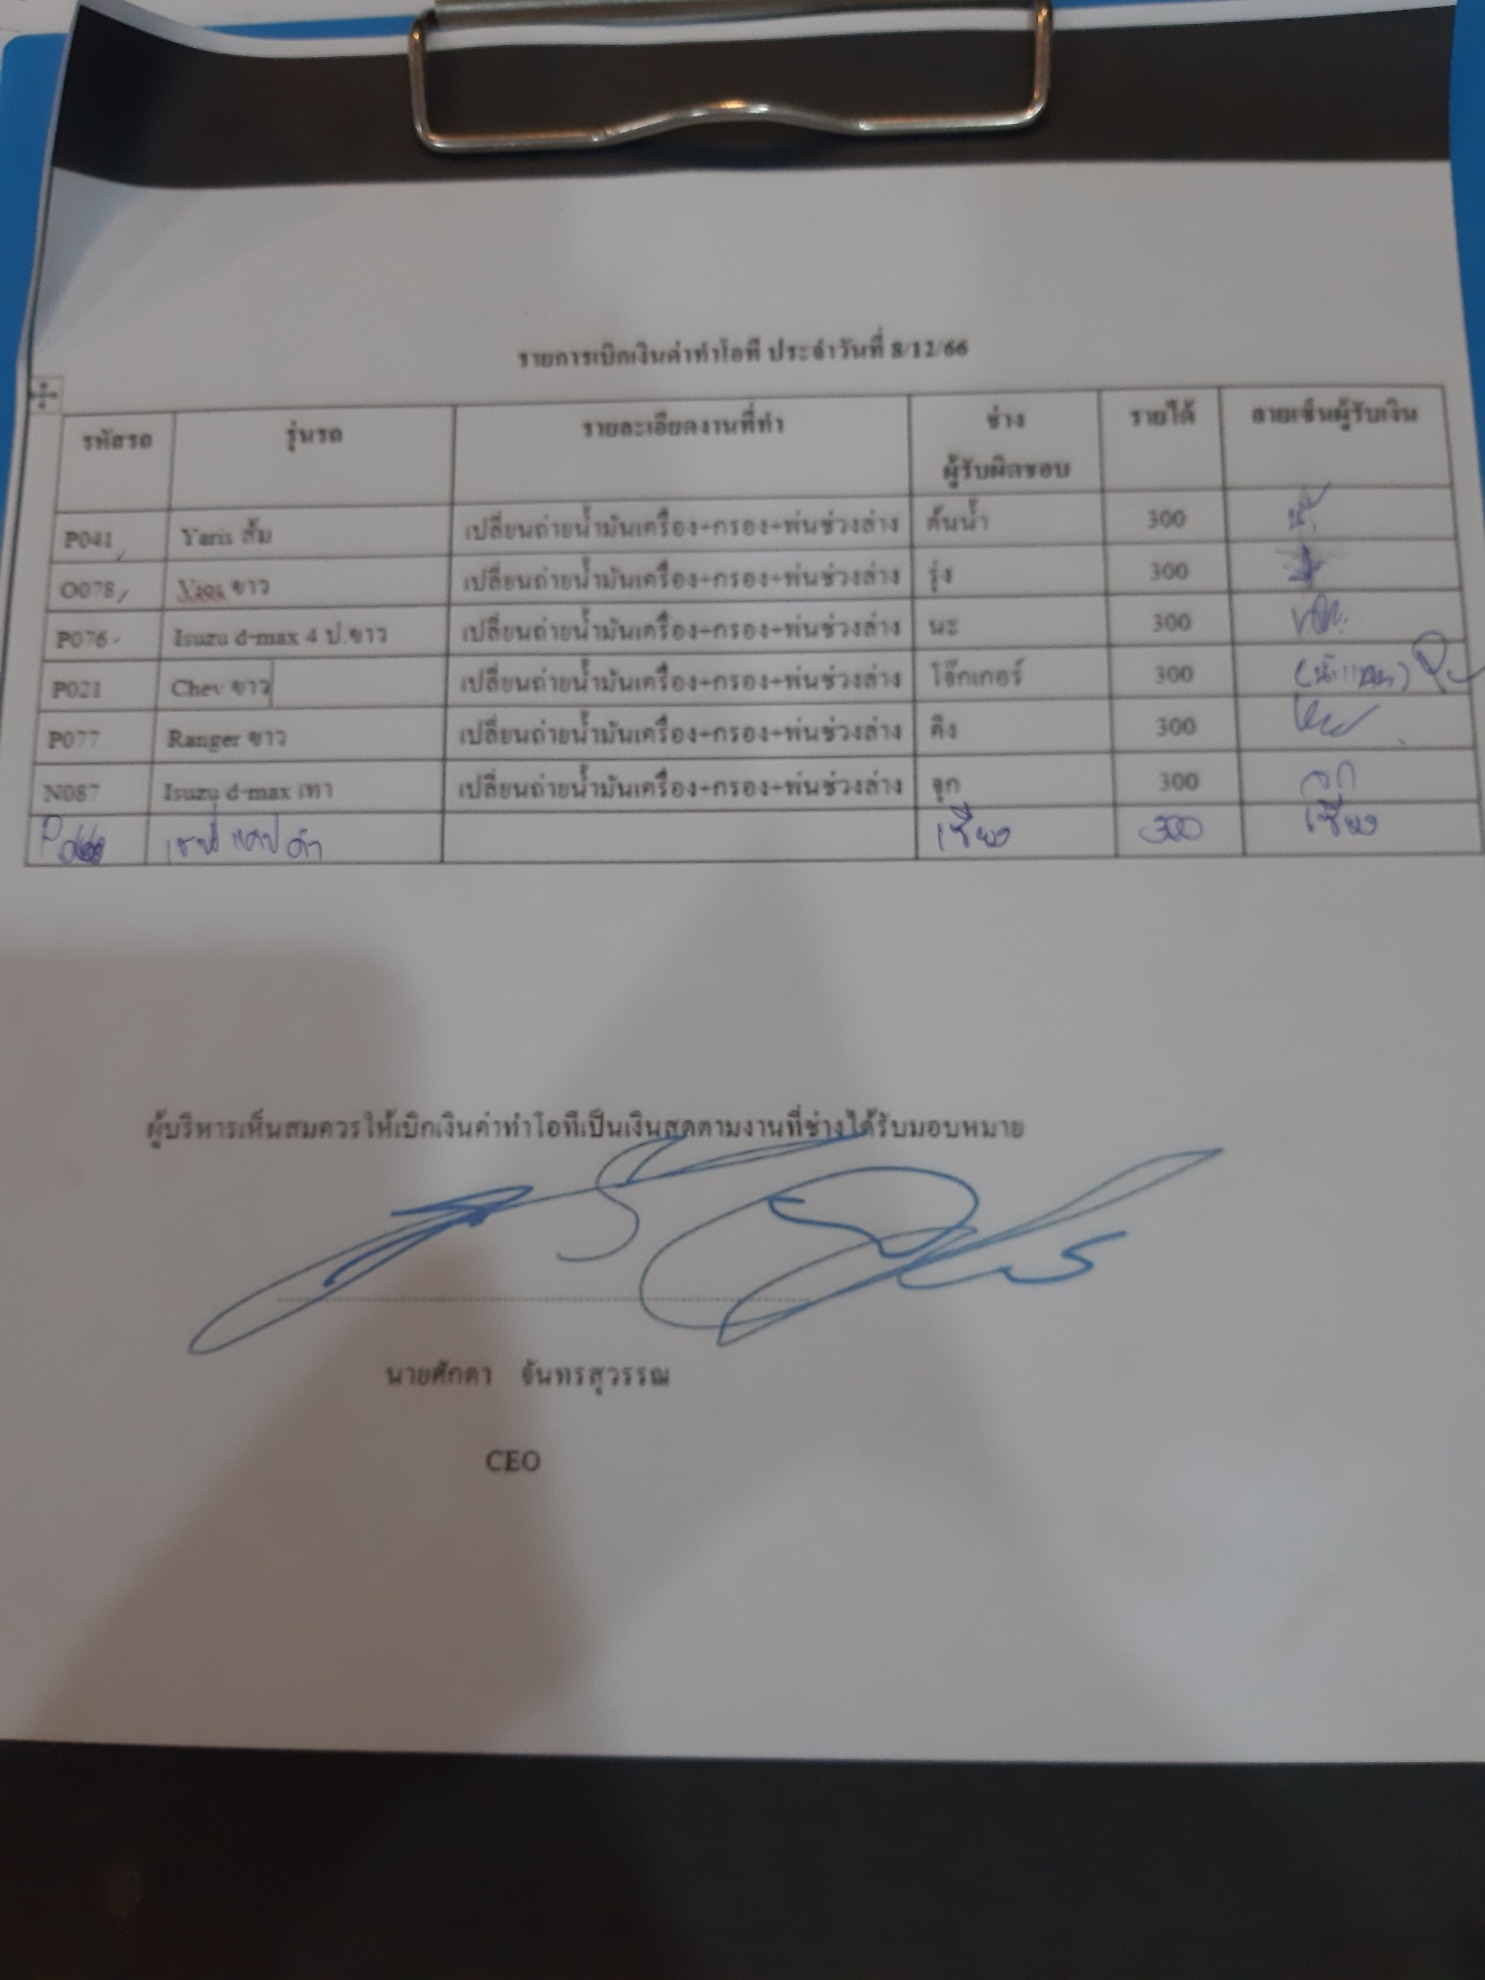 รายการเบิกเงินค่าทำโอที ประจำวันที่ 8/12/66
รหัสรถ รุ่นรถ รายละเอียดงานที่ทำ ช่าง ผู้รับผิดชอบ รายได้ ลายเซ็นผู้รับเงิน
P041 Yaris ส้ม เปลี่ยนถ่ายน้ำมันเครื่อง+กรอง+พ่นช่วงล่าง ต้นน้ำ 300
O078 ขาว เปลี่ยนถ่ายน้ำมันเครื่อง+กรอง+พ่นช่วงล่าง รุ่ง 300
P076 Isuzu d-max 4 ป.ขาว เปลี่ยนถ่ายน้ำมันเครื่อง+กรอง+พ่นช่วงล่าง นะ 300
P021 Chev ขาว เปลี่ยนถ่ายน้ำมันเครื่อง+กรอง+พ่นช่วงล่าง โจ๊กเกอร์ 300
P077 Ranger ขาว เปลี่ยนถ่ายน้ำมันเครื่อง+กรอง+พ่นช่วงล่าง คิง 300
N087 Isuzu d-max เทา เปลี่ยนถ่ายน้ำมันเครื่อง+กรอง+พ่นช่วงล่าง จุก 300 จุก
เซียง 300 เซียง
ผู้บริหารเห็นสมควรให้เบิกเงินค่าทำโอทีเป็นเงินสดตามงานที่ช่างได้รับมอบหมาย
นายศักดา จันทรสุวรรณ
CEO